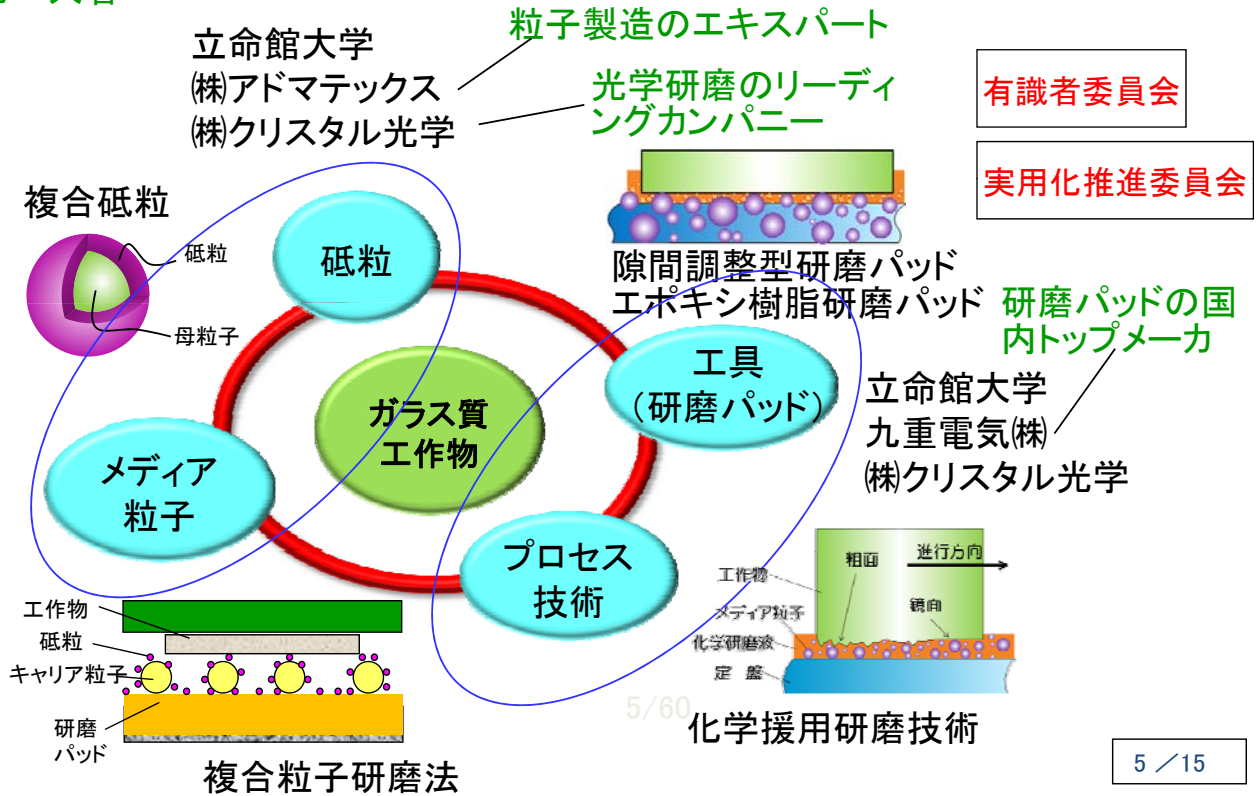 立命館大学
㈱アドマテックス
㈱クリスタル光学
粒子製造のエキスパート
光学研磨のリーディ
ングカンパニー
有識者委員会
実用化推進委員会
複合砥粒
砥粒
母粒子
砥粒
隙間調整型研磨パッド
エポキシ樹脂研磨パッド
研磨パッドの国
内トップメーカ
工具
(研磨パッド)
立命館大学
九重電気㈱
㈱クリスタル光学
ガラス質
工作物
メディア
粒子
プロセス
技術
工作物
砥粒
キャリア粒子
研磨
パッド
複合粒子研磨法
粗面
進行方向
工作物
鏡面
メディア粒子
化学研磨液
定 盤
5/60
化学援用研磨技術
5 ／15